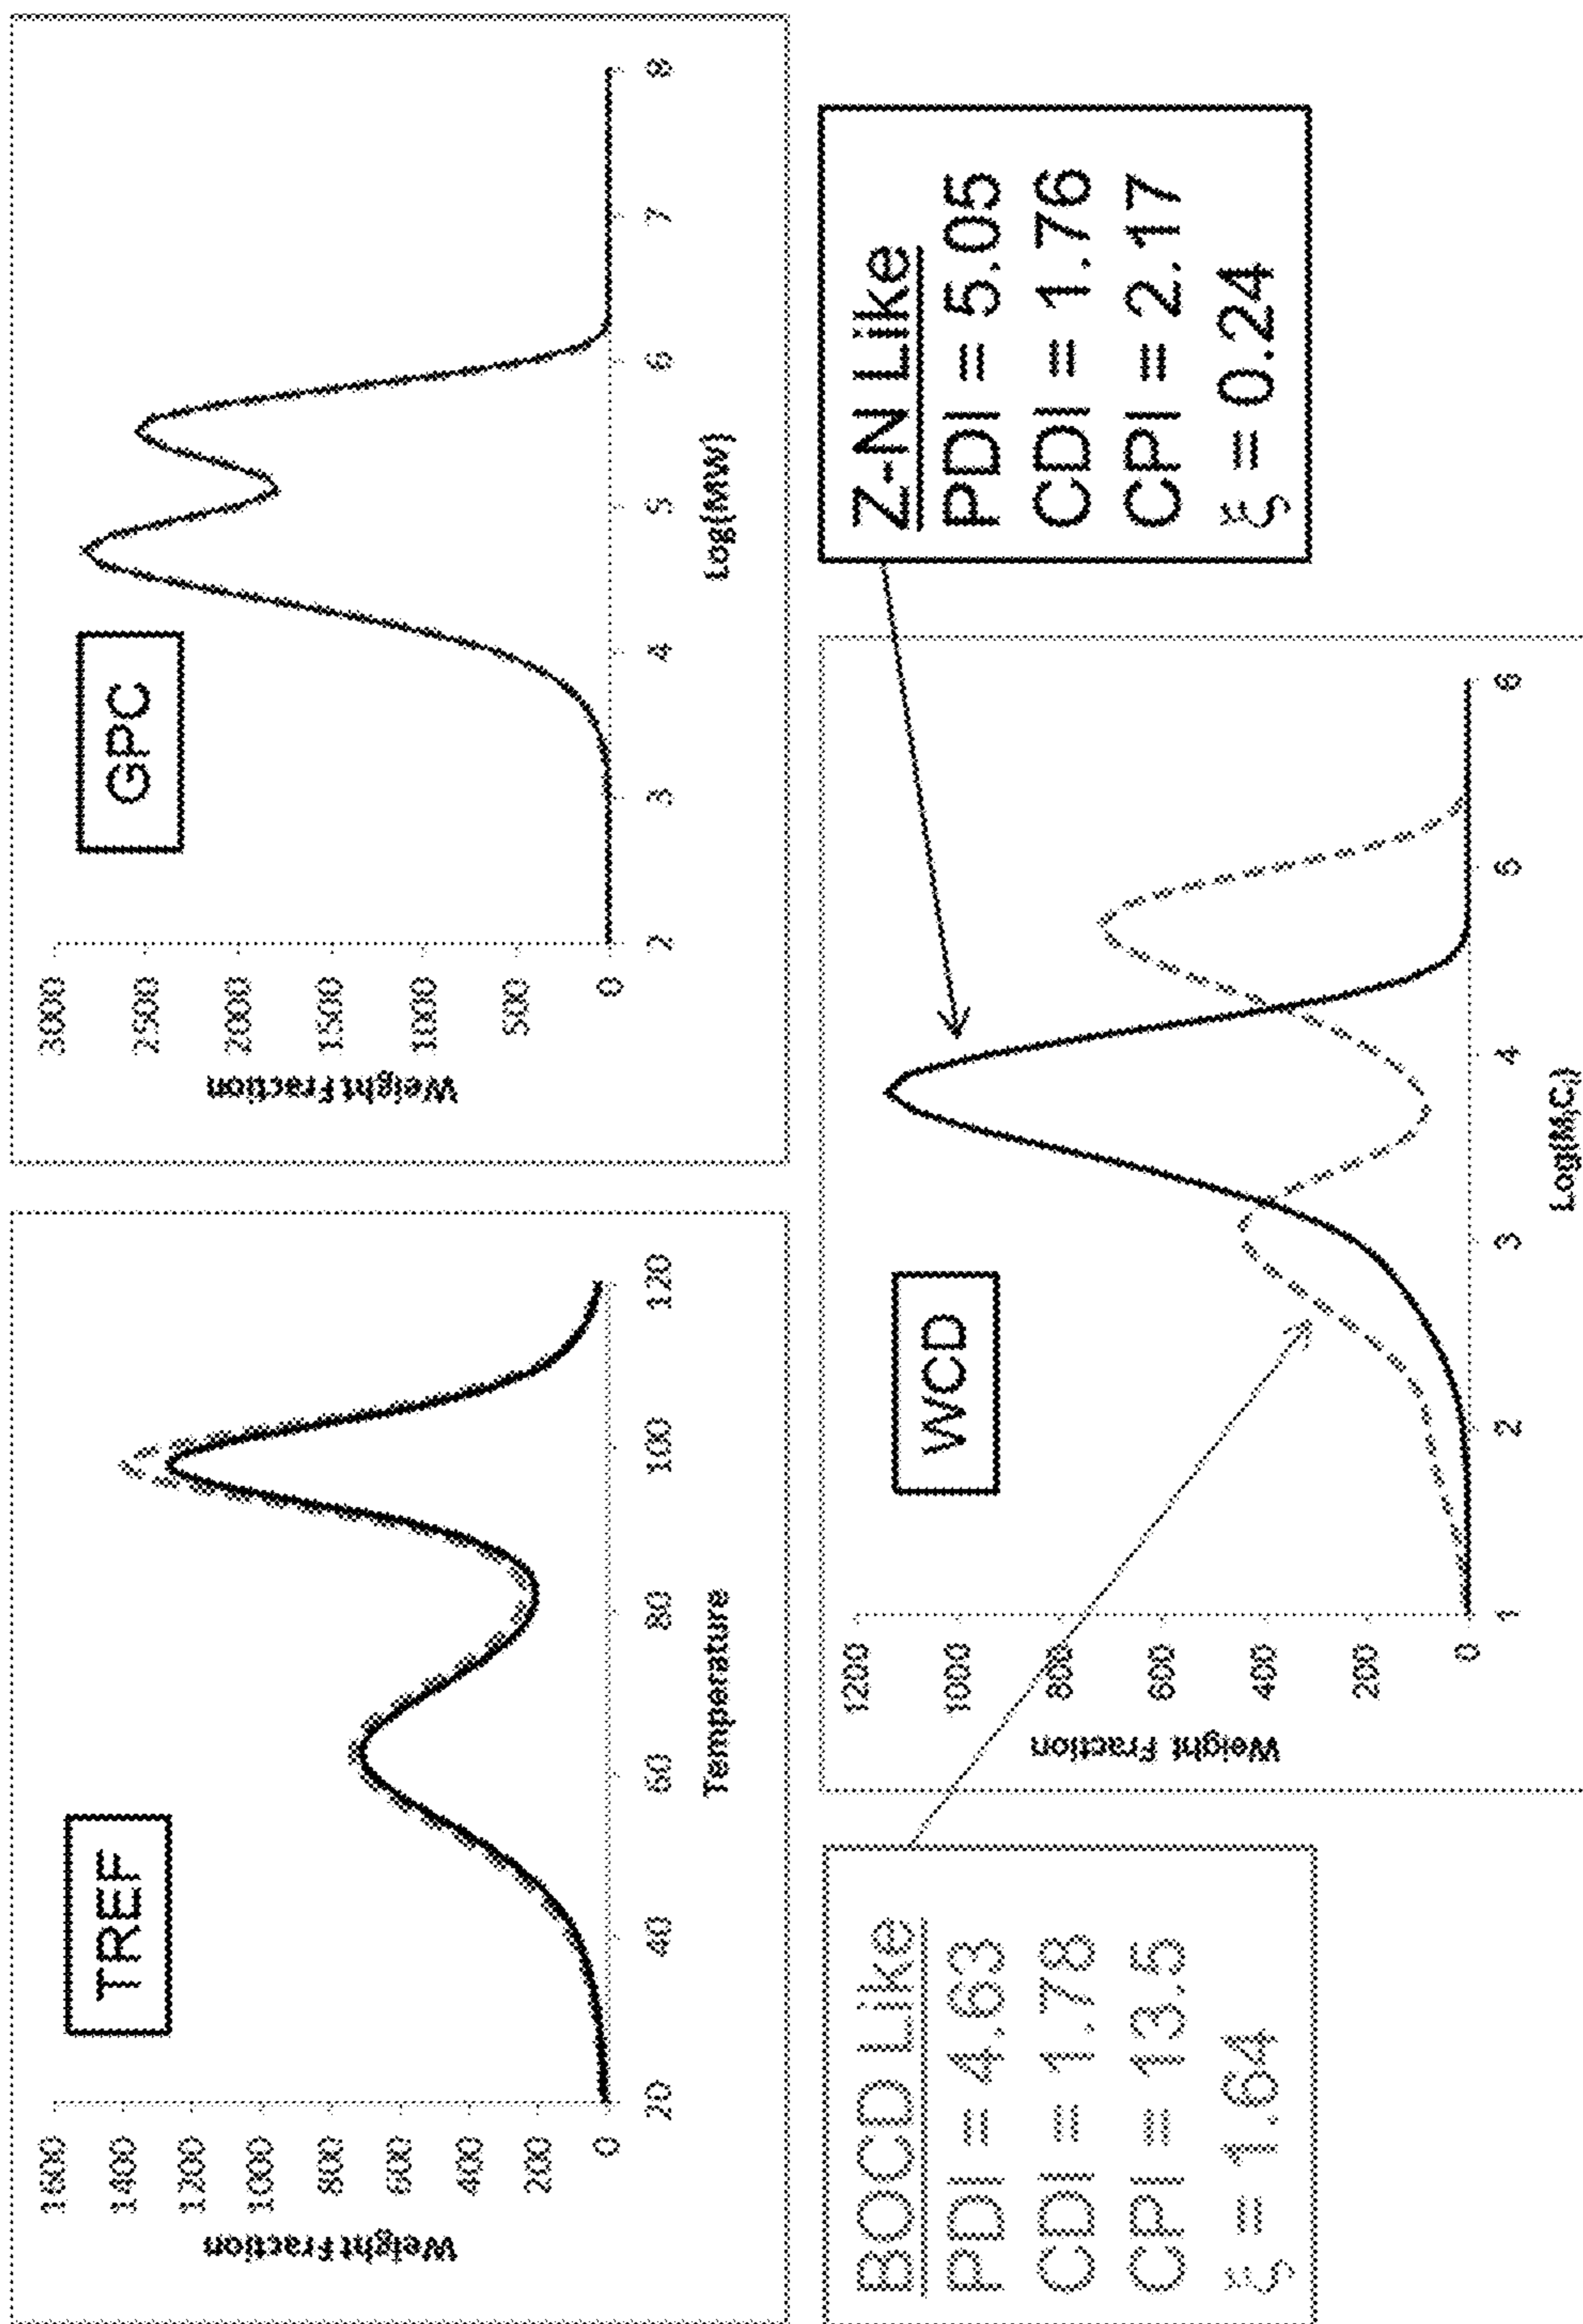 TREF
Weight Fraction
1600
1400
1200
1000
800
600
400
200
0
20 40 60 80 100 120
Temperature
GPC
Weight Fraction
3000
2500
2000
1500
1000
500
0
2 3 4 5 6 7 8
Log(MW)
BOCD Like
PDI = 4.63
CDI = 1.78
CPI = 13.5
ξ = 1.64
WCD
Weight Fraction
1200
1000
800
600
400
200
0
1 2 3 4 5 6
Log(MᵢCᵢ)
Z-N Like
PDI = 5.05
CDI = 1.76
CPI = 2.17
ξ = 0.24